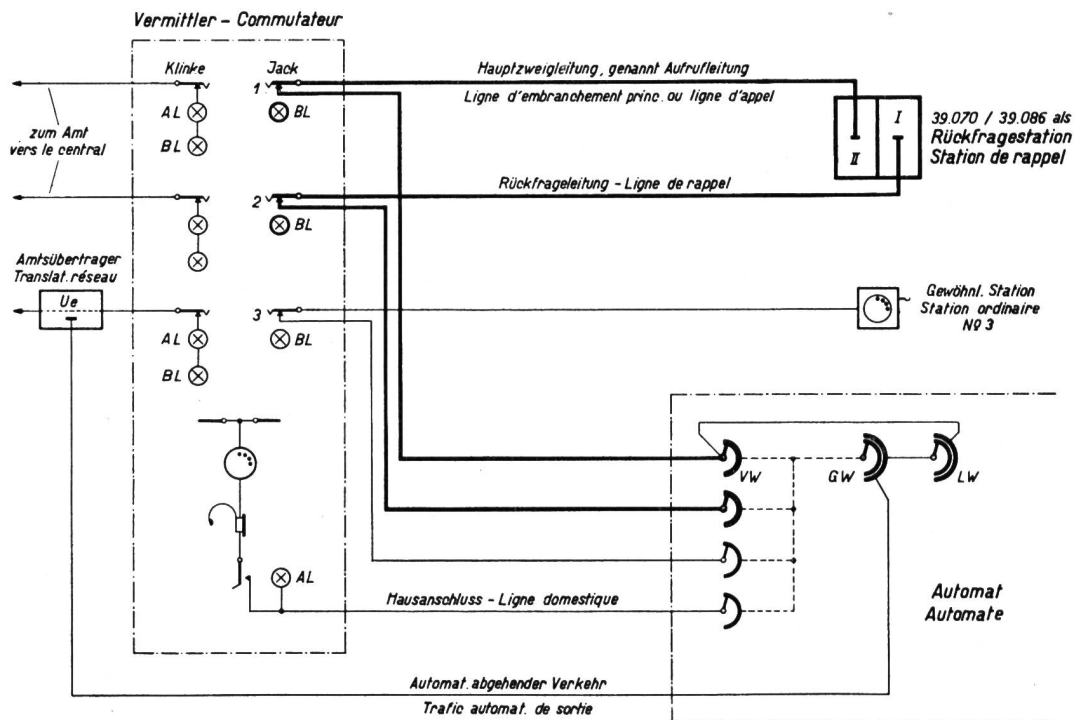 Vermittler - Commutateur
Klinke
Jack
Hauptzweigleitung, genannt Aufrufleitung
1
AL
BL
Ligne d'embranchement princ. ou ligne d'appel
I
39.070 / 39.086 als
zum Amt
vers le central
BL
II
Rückfragestation
Station de rappel
Rückfrageleitung - Ligne de rappel
2
BL
Amtsübertrager
Translat. réseau
Ue
3
Gewöhnl. Station
Station ordinaire
No 3
AL
BL
BL
VW
GW
LW
AL
Hausanschluss - Ligne domestique
Automat
Automate
Automat. abgehender Verkehr
Trafic automat. de sortie